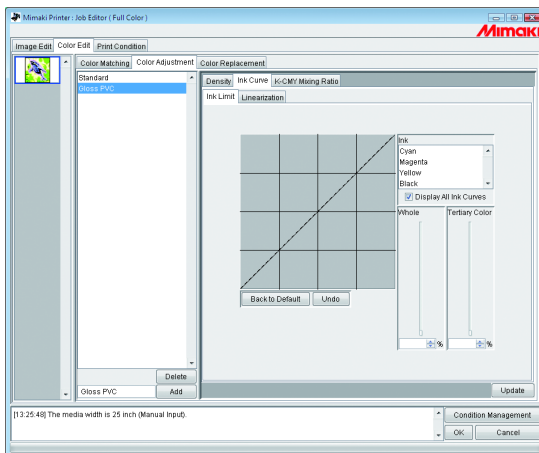 Mimaki Printer : Job Editor ( Full Color )
Mimaki
Image Edit Color Edit Print Condition
Color Matching Color Adjustment Color Replacement
Standard
Gloss PVC
Density Ink Curve K-CMY Mixing Ratio
Ink Limit Linearization
Ink
Cyan
Magenta
Yellow
Black
Display All Ink Curves
Whole Tertiary Color
Back to Default Undo
% %
Delete
Gloss PVC Add
Update
[13:25:48] The media width is 25 inch (Manual Input).
Condition Management
OK Cancel